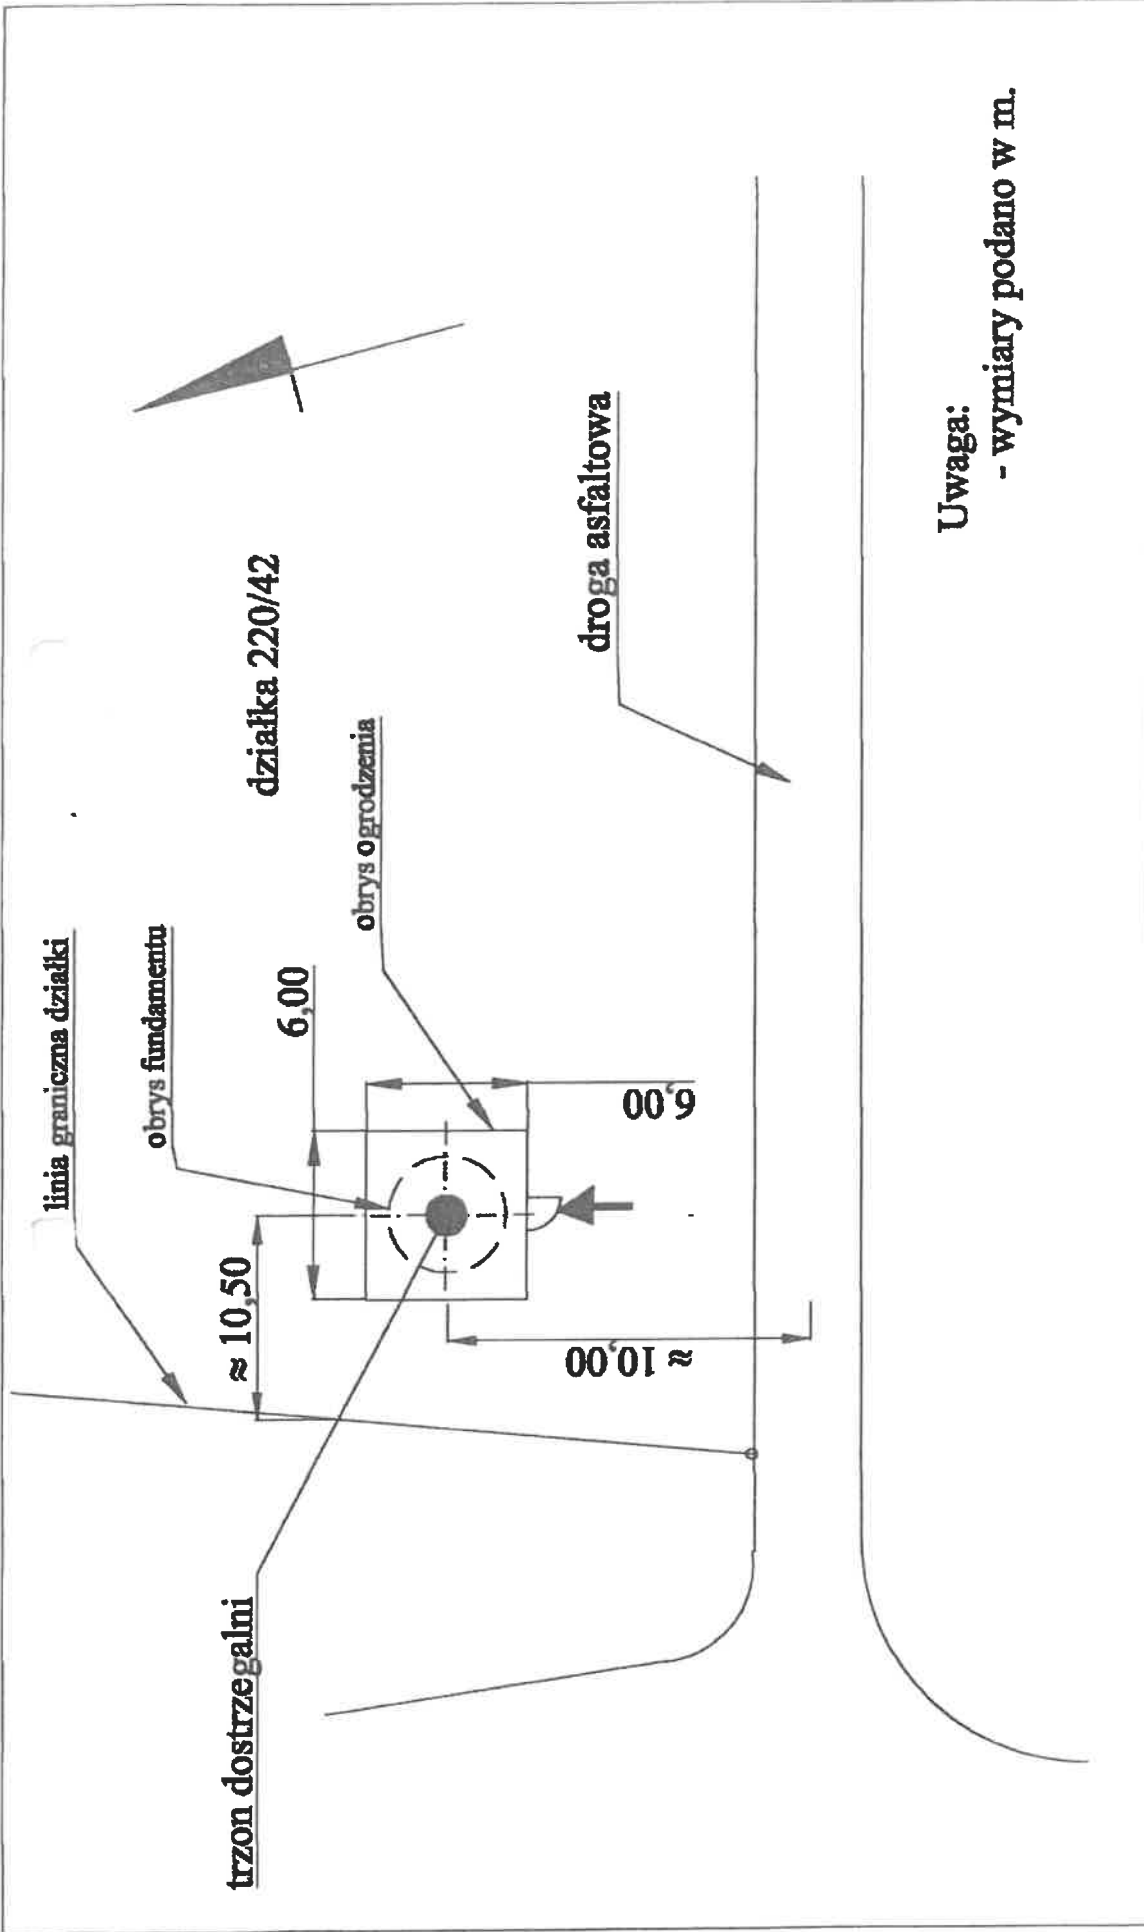 linia graniczna działki
obrys fundamentu
trzon dostrzegalni
≈ 10,50
6,00
działka 220/42
obrys ogrodzenia
≈ 10,00
6,00
droga asfaltowa
Uwaga:
- wymiary podano w m.